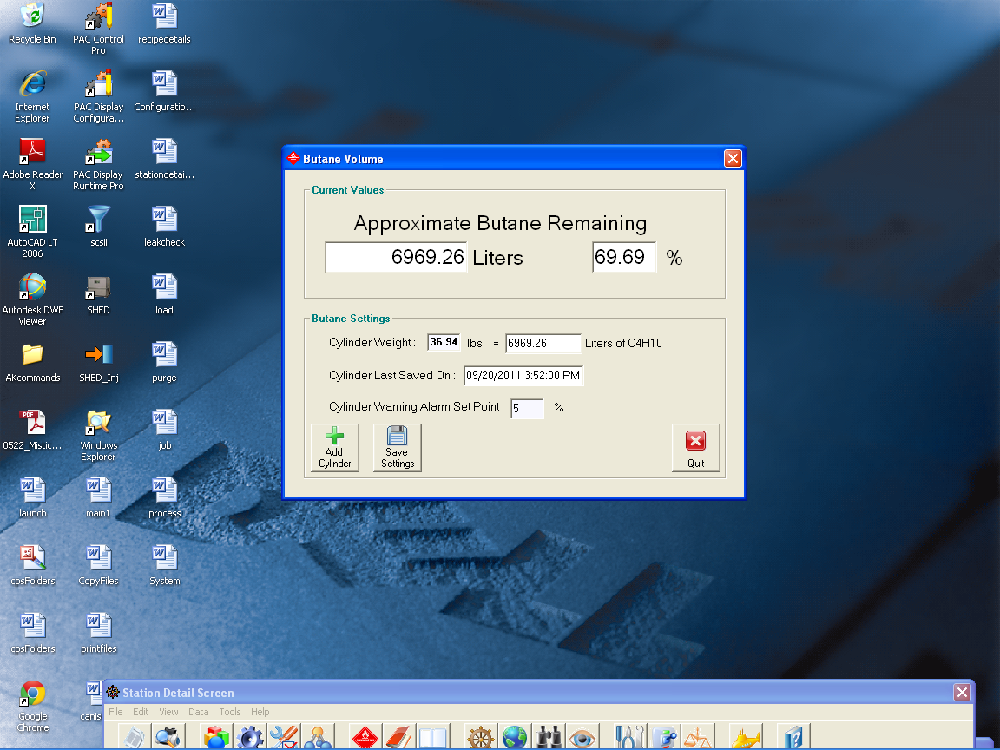 Recycle Bin
PAC Control
Pro
recipedetails
Internet
Explorer
PAC Display
Configura...
Configuratio...
Adobe Reader
X
PAC Display
Runtime Pro
stationdetai...
AutoCAD LT
2006
scsii
leakcheck
Autodesk DWF
Viewer
SHED
load
AKcommands
SHED_Inj
purge
PDF
0522_Mistic...
Windows
Explorer
job
launch
main1
process
cpsFolders
CopyFiles
System
cpsFolders
printfiles
Google
Chrome
canis
Butane Volume
Current Values
Approximate Butane Remaining
6969.26 Liters 69.69 %
Butane Settings
Cylinder Weight : 36.94 lbs. = 6969.26 Liters of C4H10
Cylinder Last Saved On : 09/20/2011 3:52:00 PM
Cylinder Warning Alarm Set Point : 5 %
Add
Cylinder
Save
Settings
Quit
Station Detail Screen
File Edit View Data Tools Help